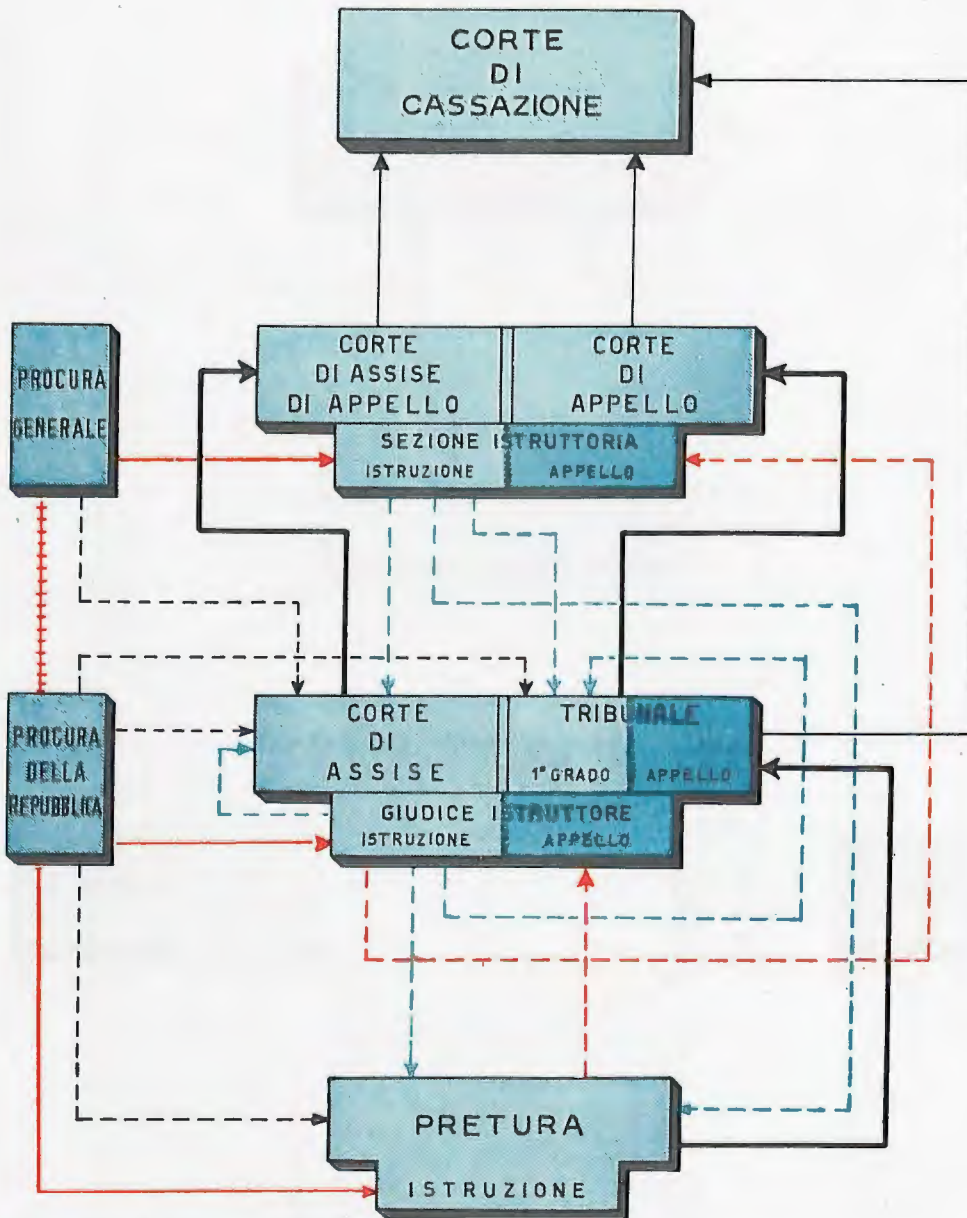 CORTE
DI
CASSAZIONE
PROCURA
GENERALE
CORTE
DI ASSISE
DI APPELLO
CORTE
DI
APPELLO
SEZIONE ISTRUTTORIA
ISTRUZIONE APPELLO
PROCURA
DELLA
REPUBBLICA
CORTE
DI
ASSISE
TRIBUNALE
1° GRADO APPELLO
GIUDICE ISTRUTTORE
ISTRUZIONE APPELLO
PRETURA
ISTRUZIONE